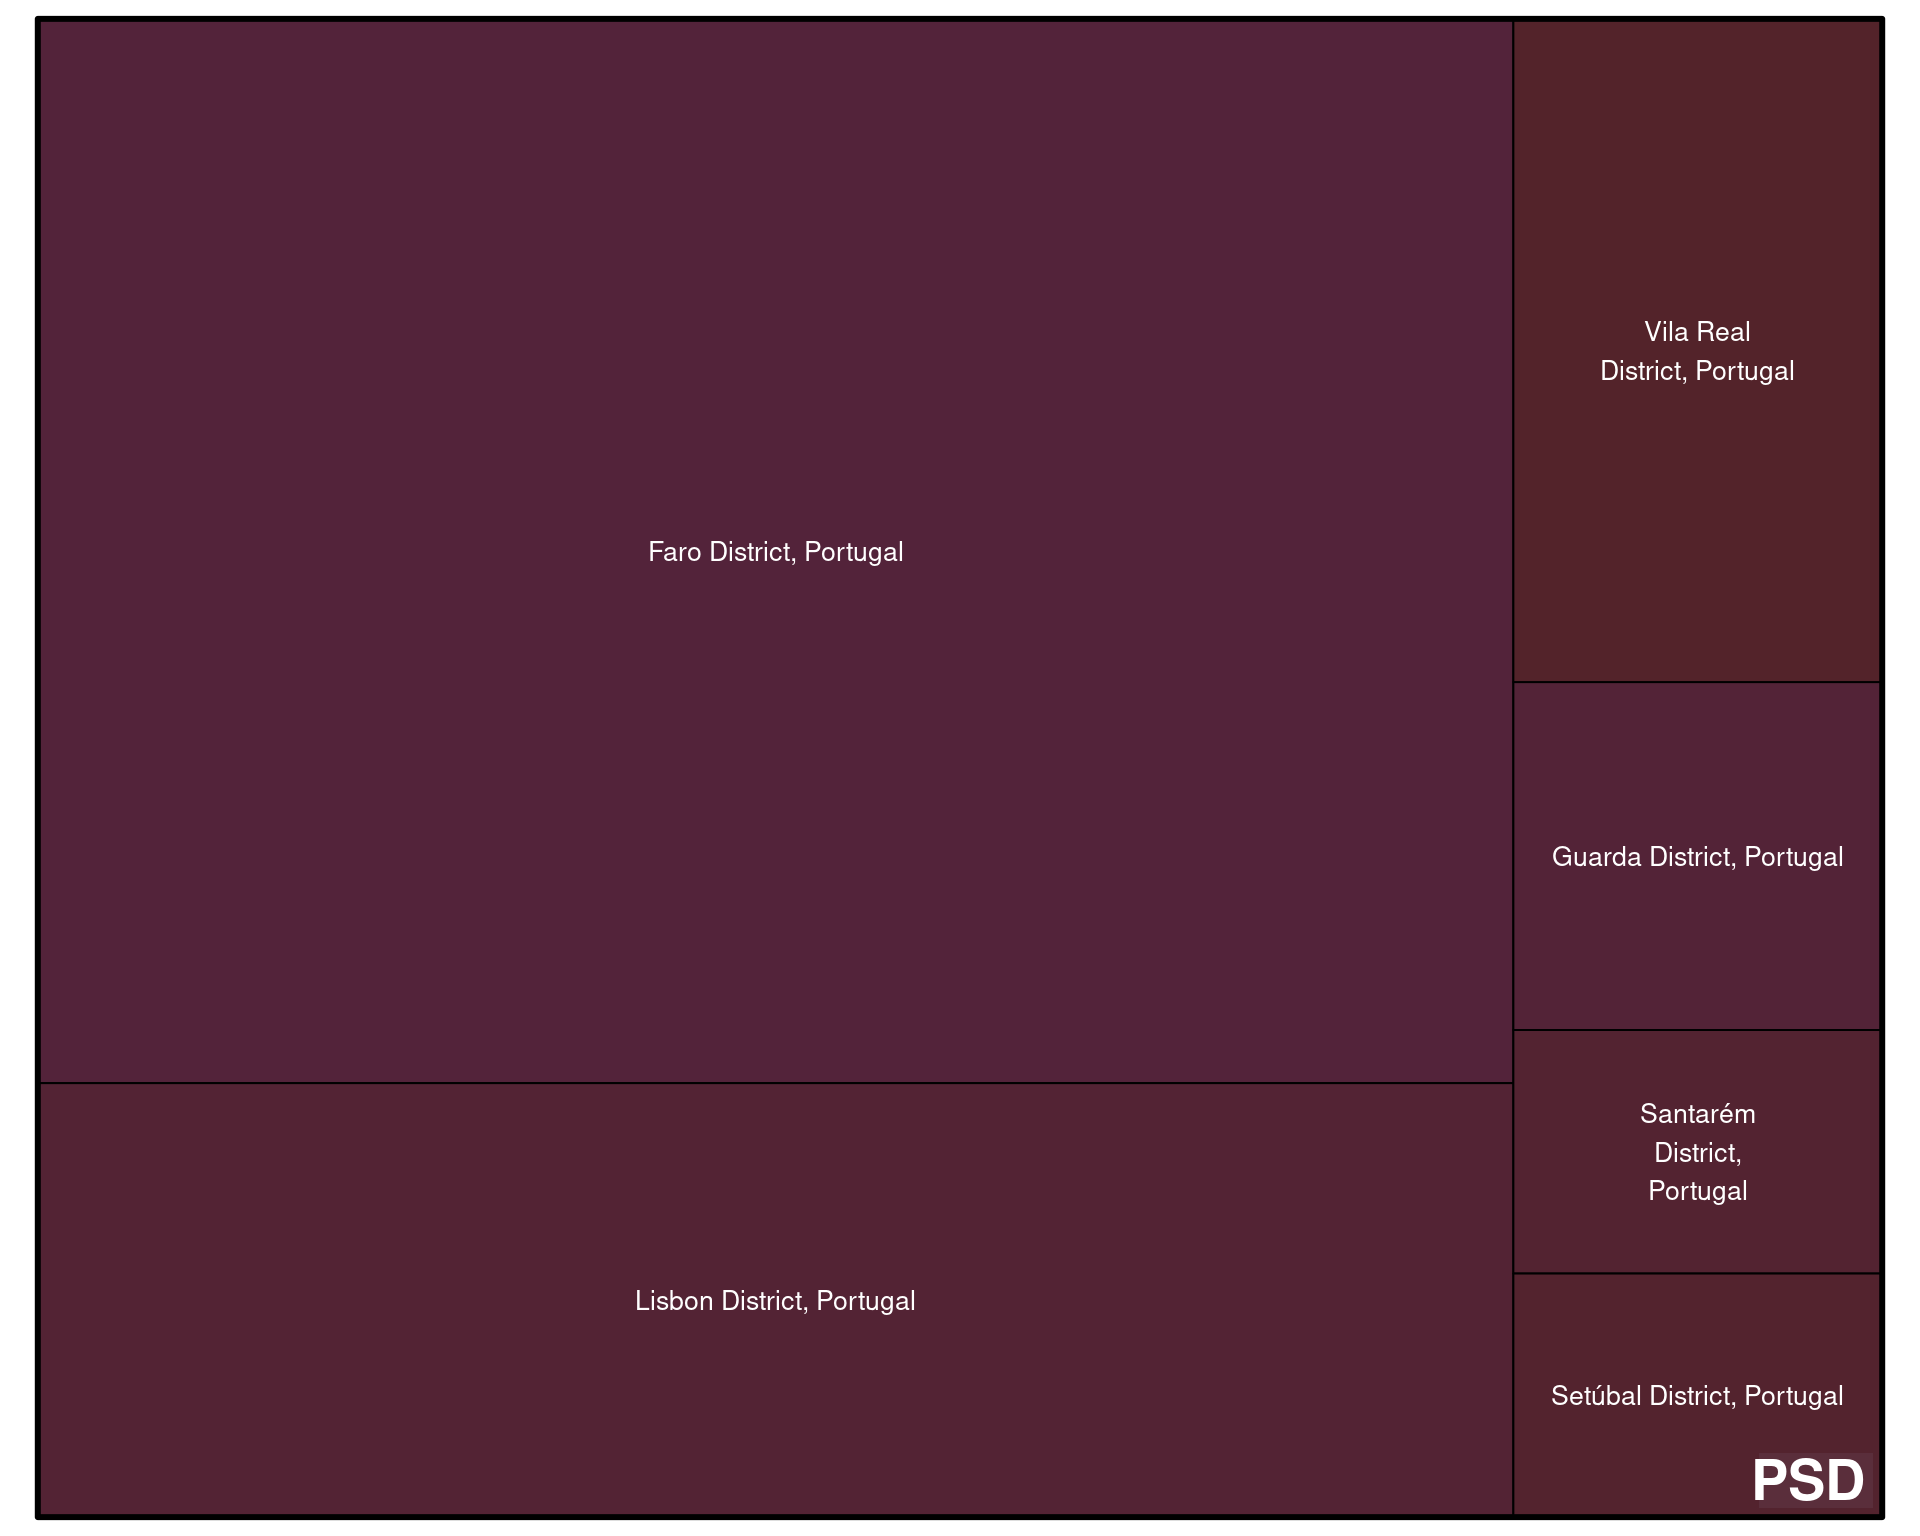 Faro District, Portugal
Lisbon District, Portugal
Vila Real
District, Portugal
Guarda District, Portugal
Santarém
District,
Portugal
Setúbal District, Portugal
PSD